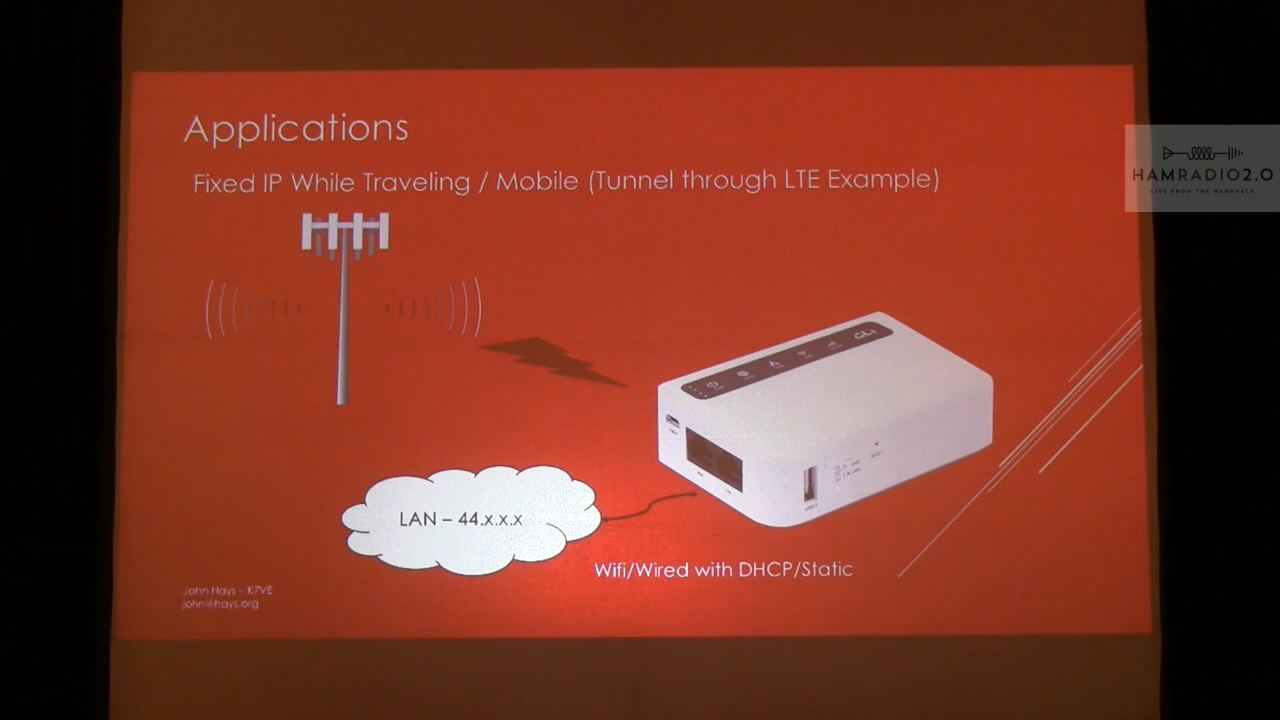 Applications
Fixed IP While Traveling / Mobile (Tunnel through LTE Example)
HAMRADIO2.0
LIVE FROM THE HAMSHACK
GL·i
LAN – 44.x.x.x
Wifi/Wired with DHCP/Static
John Hays – K7VE
john@hays.org